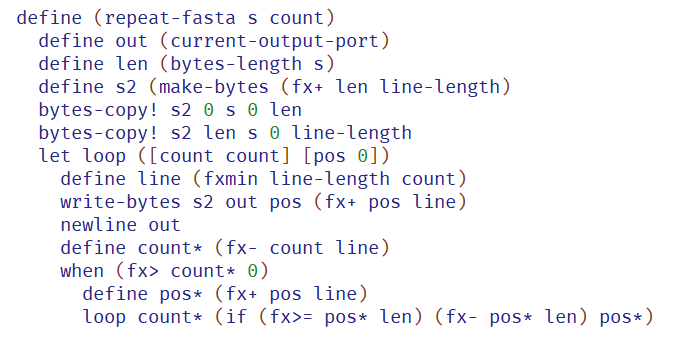 define (repeat-fasta s count)
  define out (current-output-port)
  define len (bytes-length s)
  define s2 (make-bytes (fx+ len line-length)
  bytes-copy! s2 0 s 0 len
  bytes-copy! s2 len s 0 line-length
  let loop ([count count] [pos 0])
    define line (fxmin line-length count)
    write-bytes s2 out pos (fx+ pos line)
    newline out
    define count* (fx- count line)
    when (fx> count* 0)
      define pos* (fx+ pos line)
      loop count* (if (fx>= pos* len) (fx- pos* len) pos*)